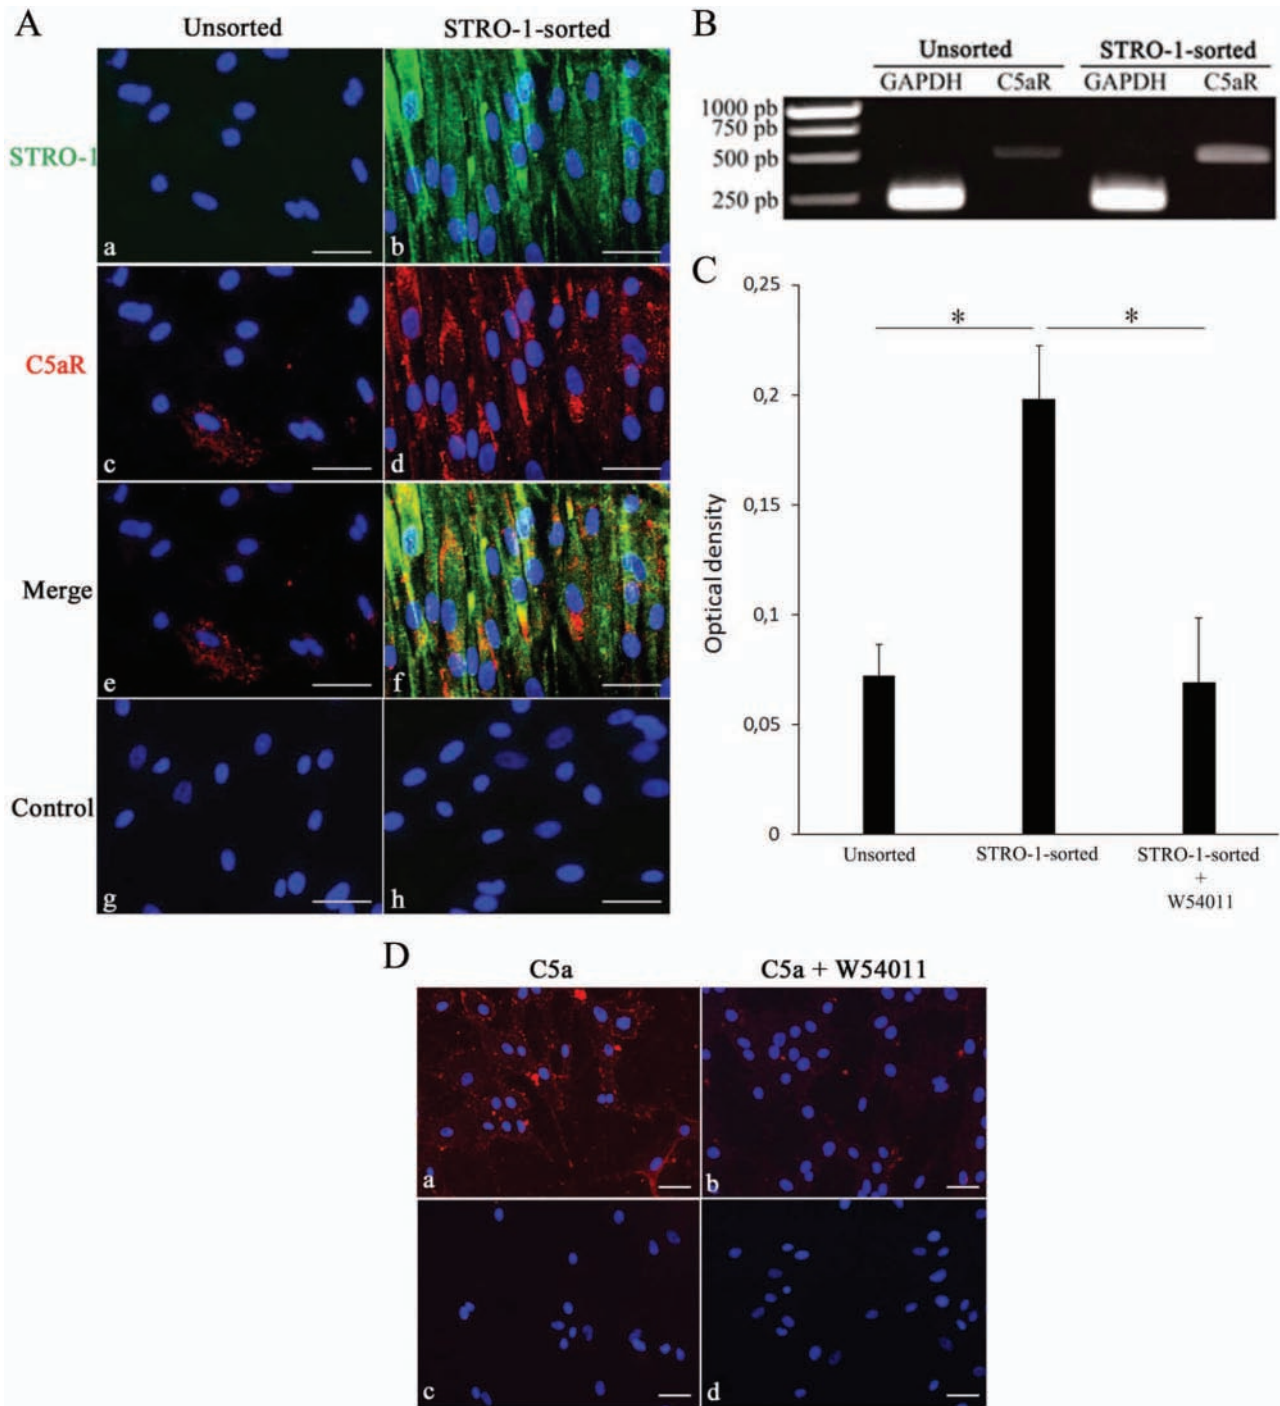 A
Unsorted STRO-1-sorted
STRO-1
a b
C5aR
c d
Merge
e f
Control
g h
B
Unsorted STRO-1-sorted
GAPDH C5aR GAPDH C5aR
1000 pb
750 pb
500 pb
250 pb
C
0,25
0,2
0,15
0,1
0,05
0
Optical density
* *
Unsorted STRO-1-sorted STRO-1-sorted
+
W54011
D
C5a C5a + W54011
a b
c d